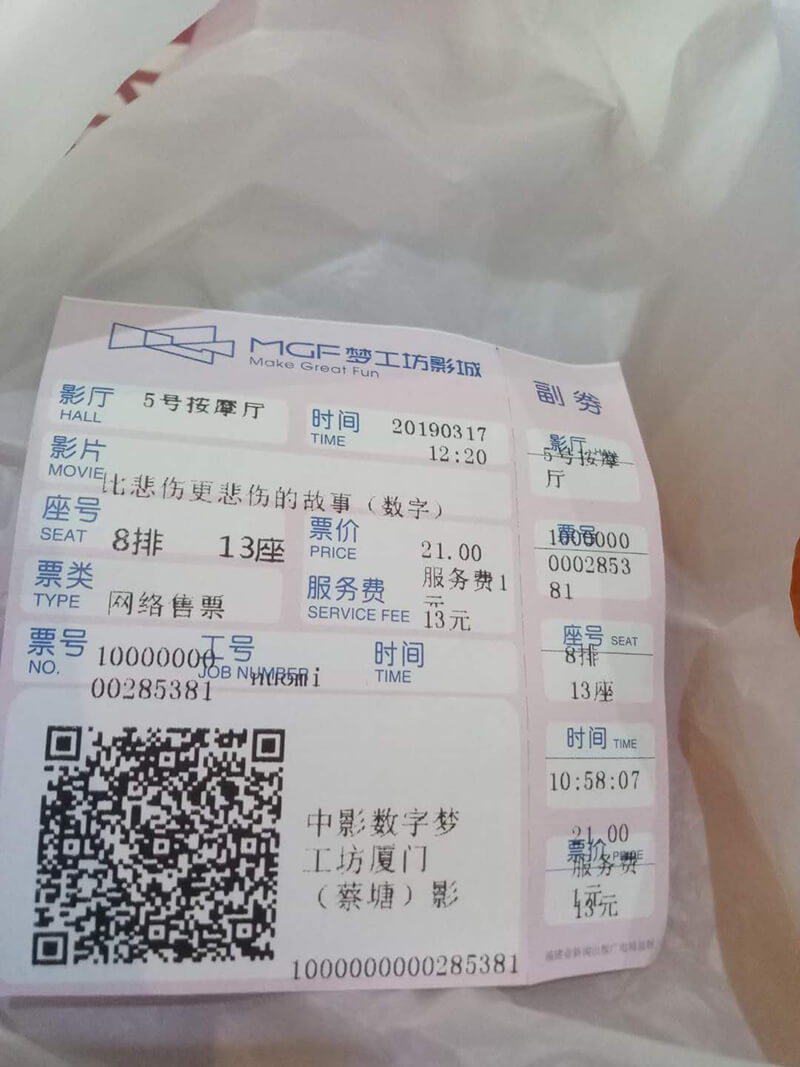 MGF 梦工坊影城
Make Great Fun
影厅 5号按摩厅
HALL
时间 20190317
TIME 12:20
影片
MOVIE 比悲伤更悲伤的故事（数字）
座号
SEAT 8排 13座
票价
PRICE 21.00
服务费1
元
票类
TYPE 网络售票
服务费
SERVICE FEE 13元
票号 工号 时间
NO. 10000000 JOB NUMBER TIME
00285381
中影数字梦
工坊厦门
（蔡塘）影
1000000000285381
副券
影厅
5号按摩
厅
票号
1000000
0002853
81
座号 SEAT
8排
13座
时间 TIME
10:58:07
21.00
票价 PRICE
服务费
1元
13元